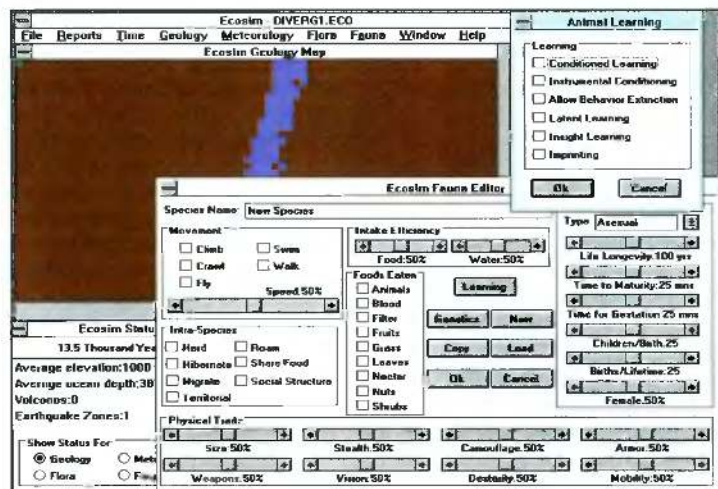 Ecosim - DIVERG1.ECO
File Reports Time Geology Meteorology Flora Fauna Window Help
Ecosim Geology Map
Animal Learning
Learning
Conditioned Learning
Instrumental Conditioning
Allow Behavior Extinction
Latent Learning
Insight Learning
Imprinting
Ok Cancel
Ecosim Fauna Editor
Species Name: New Species
Movement
Climb Swim
Crawl Walk
Fly
Speed:50%
Intra-Species
Herd Roam
Hibernate Share Food
Migrate Social Structure
Territorial
Intake Efficiency
Food:50% Water:50%
Foods Eaten
Animals
Blood
Filter
Fruits
Grass
Leaves
Nectar
Nuts
Shrubs
Learning
Genetics New
Copy Load
Ok Cancel
Type Asexual
Life Longevity:100 yrs
Time to Maturity:25 mns
Time for Gestation 25 mns
Children/Birth:25
Births/Lifetime:25
Female:50%
Physical Traits
Size:50% Stealth:50% Camouflage:50% Armor:50%
Weapons:50% Vision:50% Dexterity:50% Mobility:50%
Ecosim Statu
13.5 Thousand Yea
Average elevation:1000
Average ocean depth:30
Volcanos:0
Earthquake Zones:1
Show Status For
Geology Mete
Flora